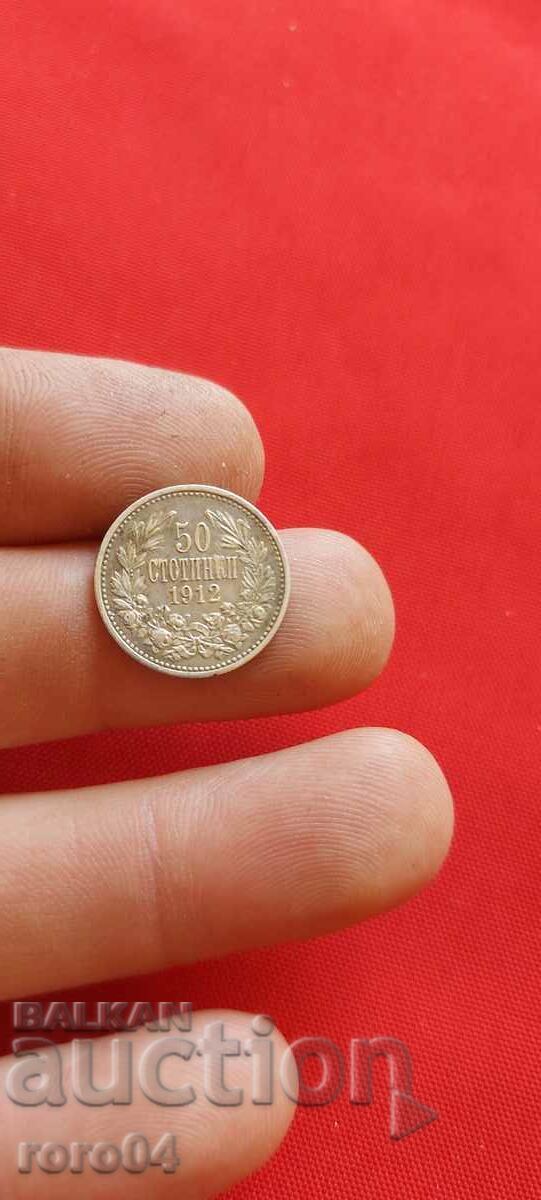 50
СТОТИНКИ
1912
BALKAN
auction
roro04